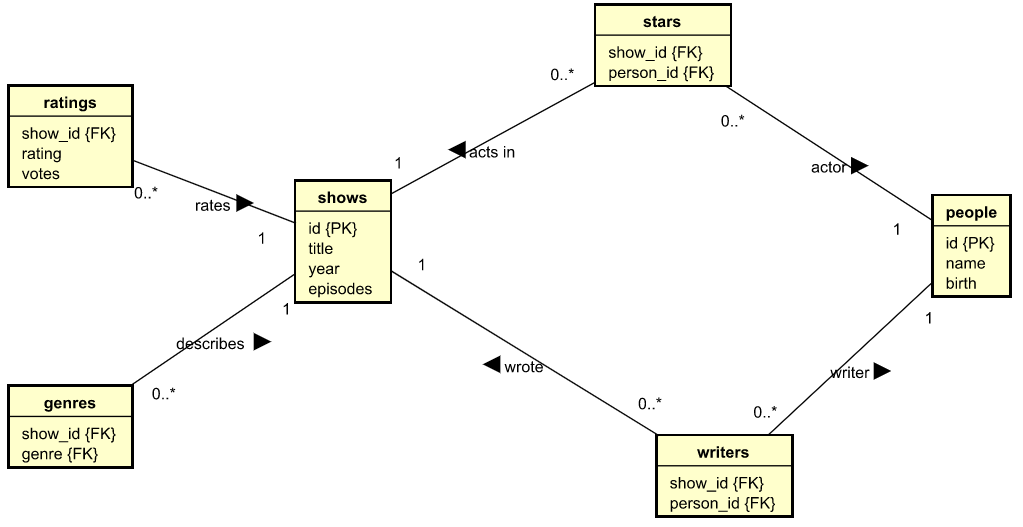 stars
show_id {FK}
person_id {FK}
0..*
0..*
ratings
show_id {FK}
rating
votes
0..*
rates
1
acts in
1
actor
1
shows
id {PK}
title
year
episodes
people
id {PK}
name
birth
1
1
1
describes
0..*
wrote
0..*
writer
0..*
genres
show_id {FK}
genre {FK}
writers
show_id {FK}
person_id {FK}